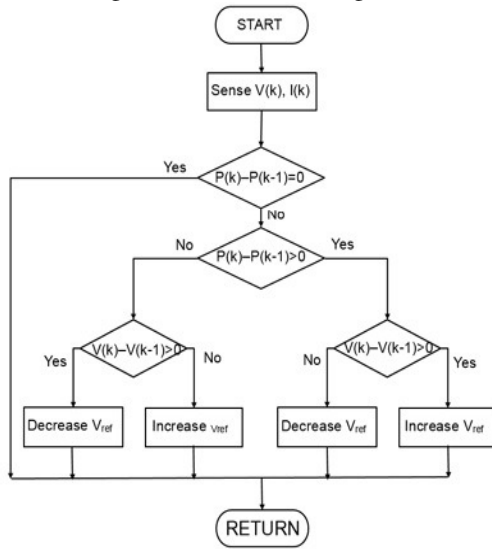 START
Sense V(k), I(k)
Yes
P(k)–P(k-1)=0
No
No
P(k)–P(k-1)>0
Yes
V(k)–V(k-1)>0
V(k)–V(k-1)>0
Yes
No
No
Yes
Decrease Vref
Increase Vref
Decrease Vref
Increase Vref
RETURN